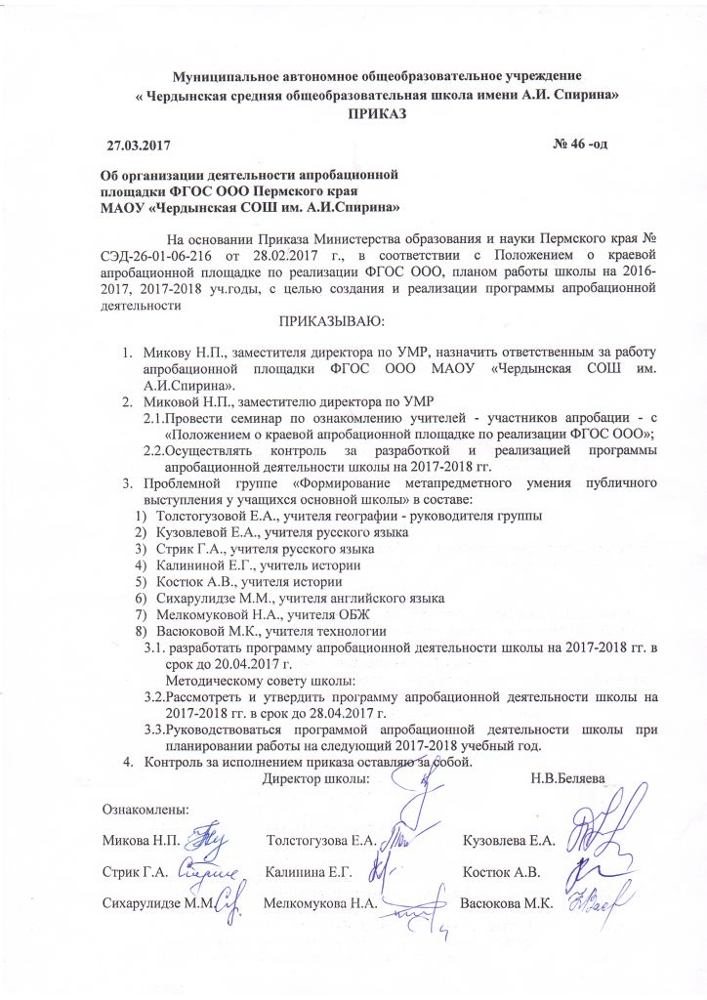 Муниципальное автономное общеобразовательное учреждение
« Чердынская средняя общеобразовательная школа имени А.И. Спирина»
ПРИКАЗ
27.03.2017 № 46 -од
Об организации деятельности апробационной
площадки ФГОС ООО Пермского края
МАОУ «Чердынская СОШ им. А.И.Спирина»
На основании Приказа Министерства образования и науки Пермского края №
СЭД-26-01-06-216 от 28.02.2017 г., в соответствии с Положением о краевой
апробационной площадке по реализации ФГОС ООО, планом работы школы на 2016-
2017, 2017-2018 уч.годы, с целью создания и реализации программы апробационной
деятельности
ПРИКАЗЫВАЮ:
1. Микову Н.П., заместителя директора по УМР, назначить ответственным за работу
апробационной площадки ФГОС ООО МАОУ «Чердынская СОШ им.
А.И.Спирина».
2. Миковой Н.П., заместителю директора по УМР
2.1.Провести семинар по ознакомлению учителей - участников апробации - с
«Положением о краевой апробационной площадке по реализации ФГОС ООО»;
2.2.Осуществлять контроль за разработкой и реализацией программы
апробационной деятельности школы на 2017-2018 гг.
3. Проблемной группе «Формирование метапредметного умения публичного
выступления у учащихся основной школы» в составе:
1) Толстогузовой Е.А., учителя географии - руководителя группы
2) Кузовлевой Е.А., учителя русского языка
3) Стрик Г.А., учителя русского языка
4) Калининой Е.Г., учитель истории
5) Костюк А.В., учителя истории
6) Сихарулидзе М.М., учителя английского языка
7) Мелкомуковой Н.А., учителя ОБЖ
8) Васюковой М.К., учителя технологии
3.1. разработать программу апробационной деятельности школы на 2017-2018 гг. в
срок до 20.04.2017 г.
Методическому совету школы:
3.2.Рассмотреть и утвердить программу апробационной деятельности школы на
2017-2018 гг. в срок до 28.04.2017 г.
3.3.Руководствоваться программой апробационной деятельности школы при
планировании работы на следующий 2017-2018 учебный год.
4. Контроль за исполнением приказа оставляю за собой.
Директор школы: Н.В.Беляева
Ознакомлены:
Микова Н.П. Толстогузова Е.А. Кузовлева Е.А.
Стрик Г.А. Калинина Е.Г. Костюк А.В.
Сихарулидзе М.М. Мелкомукова Н.А. Васюкова М.К.